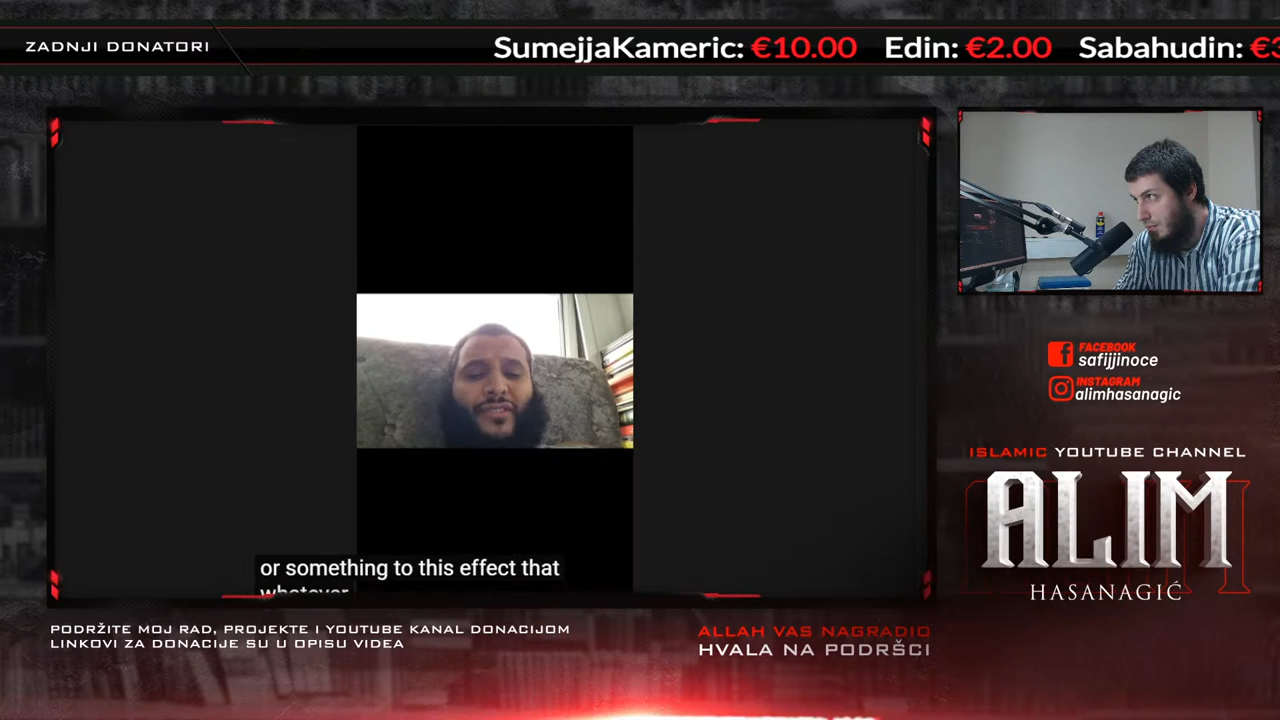 ZADNJI DONATORI
SumejjaKameric: €10.00 Edin: €2.00 Sabahudin: €3
FACEBOOK
safijjinoce
INSTAGRAM
alimhasanagic
ISLAMIC YOUTUBE CHANNEL
ALIM
HASANAGIĆ
or something to this effect that
whatever
PODRŽITE MOJ RAD, PROJEKTE I YOUTUBE KANAL DONACIJOM
LINKOVI ZA DONACIJE SU U OPISU VIDEA
ALLAH VAS NAGRADIO
HVALA NA PODRŠCI